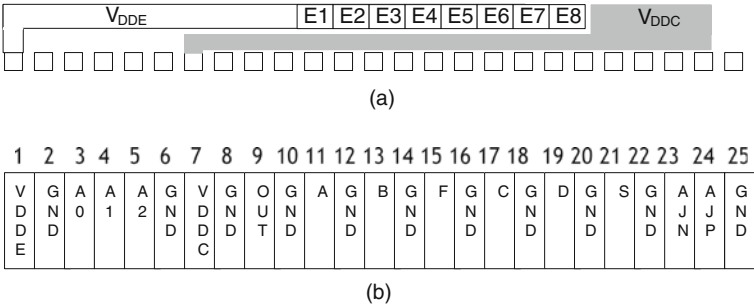 VDDE E1 E2 E3 E4 E5 E6 E7 E8 VDDC
(a)
1 2 3 4 5 6 7 8 9 10 11 12 13 14 15 16 17 18 19 20 21 22 23 24 25
VDDE GND A0 A1 A2 GND VDDC GND OUT GND A GND B GND F GND C GND D GND S GND AJN AJP GND
(b)